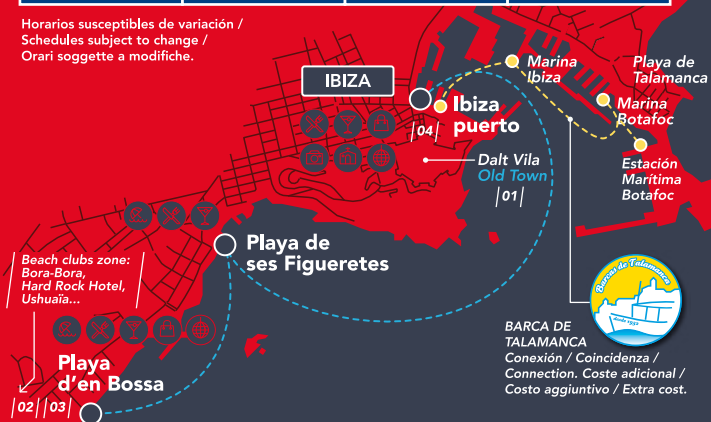 Horarios susceptibles de variación /
Schedules subject to change /
Orari soggette a modifiche.
IBIZA
Marina
Ibiza
Playa de
Talamanca
Marina
Botafoc
Ibiza
puerto
|04|
Dalt Vila
Old Town
|01|
Estación
Marítima
Botafoc
Playa de
ses Figueretes
Beach clubs zone:
Bora-Bora,
Hard Rock Hotel,
Ushuaïa...
Barcas de Talamanca
desde 1950
BARCA DE
TALAMANCA
Conexión / Coincidenza /
Connection. Coste adicional /
Costo aggiuntivo / Extra cost.
Playa
d'en Bossa
|02| |03|